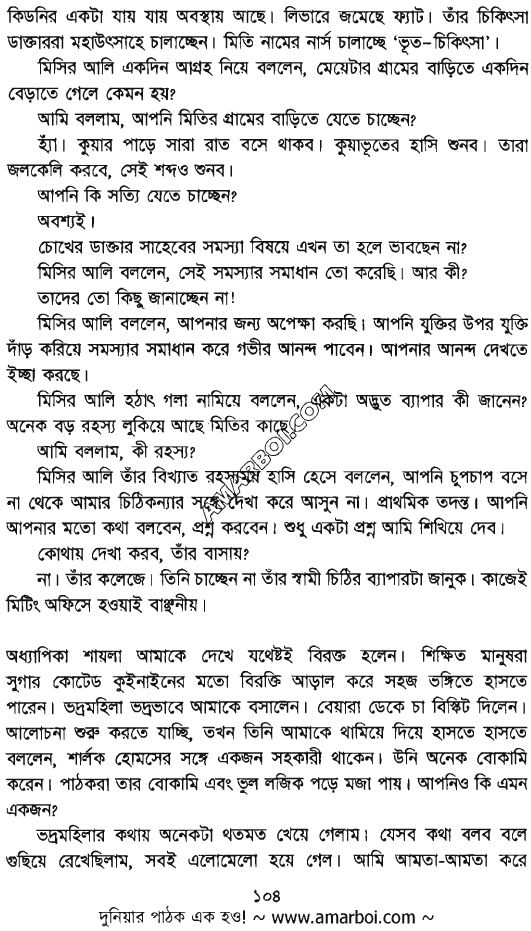 কিডনির একটা যায় যায় অবস্থায় আছে। লিভারে জমেছে ফ্যাট। তাঁর চিকিৎসা
ডাক্তাররা মহাউৎসাহে চালাচ্ছেন। মিতি নামের নার্স চালাচ্ছে ‘ভূত-চিকিৎসা’।
মিসির আলি একদিন আগ্রহ নিয়ে বললেন, মেয়েটার গ্রামের বাড়িতে একদিন
বেড়াতে গেলে কেমন হয়?
আমি বললাম, আপনি মিতির গ্রামের বাড়িতে যেতে চাচ্ছেন?
হ্যাঁ। কুয়ার পাড়ে সারা রাত বসে থাকব। কুয়াভূতের হাসি শুনব। তারা
জলকেলি করবে, সেই শব্দও শুনব।
আপনি কি সত্যি যেতে চাচ্ছেন?
অবশ্যই।
চোখের ডাক্তার সাহেবের সমস্যা বিষয়ে এখন তা হলে ভাবছেন না?
মিসির আলি বললেন, সেই সমস্যার সমাধান তো করেছি। আর কী?
তাদের তো কিছু জানাচ্ছেন না!
মিসির আলি বললেন, আপনার জন্য অপেক্ষা করছি। আপনি যুক্তির উপর যুক্তি
দাঁড় করিয়ে সমস্যার সমাধান করে গভীর আনন্দ পাবেন। আপনার আনন্দ দেখতে
ইচ্ছা করছে।
মিসির আলি হঠাৎ গলা নামিয়ে বললেন, একটা অদ্ভুত ব্যাপার কী জানেন?
অনেক বড় রহস্য লুকিয়ে আছে মিতির কাছে।
আমি বললাম, কী রহস্য?
মিসির আলি তাঁর বিখ্যাত রহস্যময় হাসি হেসে বললেন, আপনি চুপচাপ বসে
না থেকে আমার চিঠিকন্যার সঙ্গে দেখা করে আসুন না। প্রাথমিক তদন্ত। আপনি
আপনার মতো কথা বলবেন, প্রশ্ন করবেন। শুধু একটা প্রশ্ন আমি শিখিয়ে দেব।
কোথায় দেখা করব, তাঁর বাসায়?
না। তাঁর কলেজে। তিনি চাচ্ছেন না তাঁর স্বামী চিঠির ব্যাপারটা জানুক। কাজেই
মিটিং অফিসে হওয়াই বাঞ্ছনীয়।
অধ্যাপিকা শায়লা আমাকে দেখে যথেষ্টই বিরক্ত হলেন। শিক্ষিত মানুষরা
সুগার কোটেড কুইনাইনের মতো বিরক্তি আড়াল করে সহজ ভঙ্গিতে হাসতে
পারেন। ভদ্রমহিলা ভদ্রভাবে আমাকে বসালেন। বেয়ারা ডেকে চা বিস্কিট দিলেন।
আলোচনা শুরু করতে যাচ্ছি, তখন তিনি আমাকে থামিয়ে দিয়ে হাসতে হাসতে
বললেন, শার্লক হোমসের সঙ্গে একজন সহকারী থাকেন। উনি অনেক বোকামি
করেন। পাঠকরা তার বোকামি এবং ভুল লজিক পড়ে মজা পায়। আপনিও কি এমন
একজন?
ভদ্রমহিলার কথায় অনেকটা থতমত খেয়ে গেলাম। যেসব কথা বলব বলে
গুছিয়ে রেখেছিলাম, সবই এলোমেলো হয়ে গেল। আমি আমতা-আমতা করে
১০৪
দুনিয়ার পাঠক এক হও! ~ www.amarboi.com ~
AMARBOI.COM